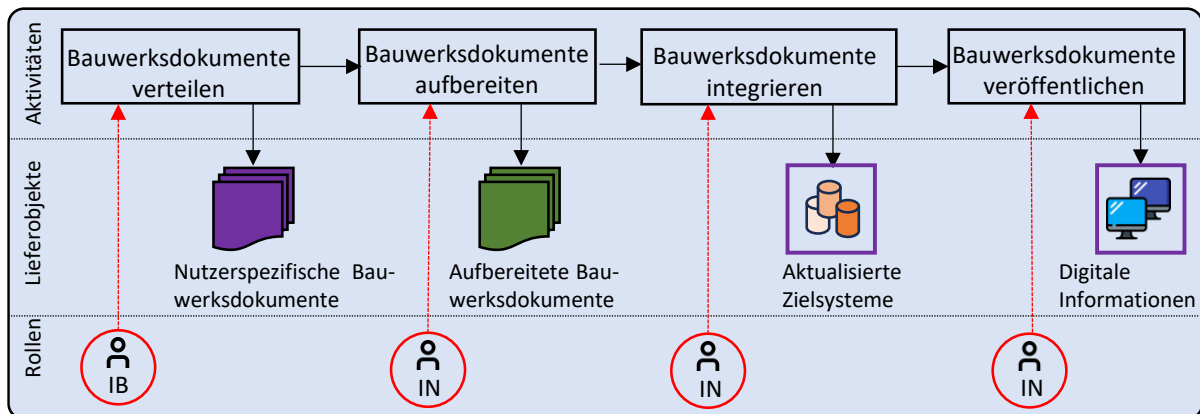 Aktivitäten
Bauwerksdokumente
verteilen
Bauwerksdokumente
aufbereiten
Bauwerksdokumente
integrieren
Bauwerksdokumente
veröffentlichen
Lieferobjekte
Nutzerspezifische Bau-
werksdokumente
Aufbereitete Bau-
werksdokumente
Aktualisierte
Zielsysteme
Digitale
Informationen
Rollen
IB
IN
IN
IN